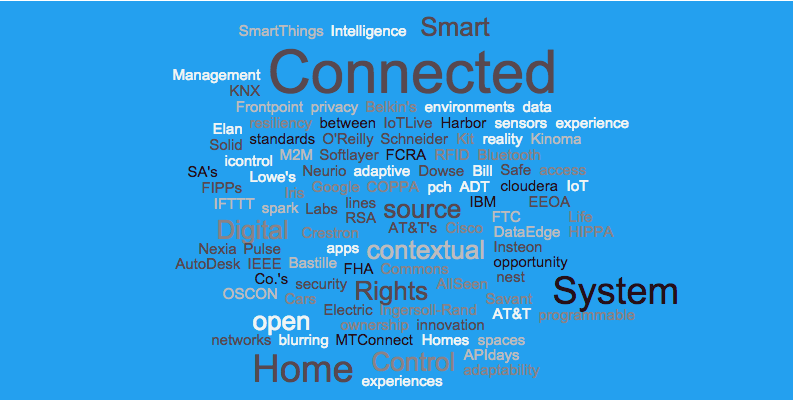 SmartThings Intelligence Smart
Connected
Management
KNX
Frontpoint privacy Belkin's environments data
resiliency between IoTLive Harbor sensors experience
Elan
standards O'Reilly Schneider Kit reality Kinoma
Solid
M2M Softlayer FCRA RFID Bluetooth
icontrol
SA's Lowe's Neurio adaptive Dowse Bill Safe access
FIPPs Iris Google COPPA pch ADT cloudera IoT
IFTTT spark Labs lines source IBM EEOA
RSA FTC Life
Digital Creston AT&T's Cisco DataEdge HIPPA
Nexia Pulse apps contextual Insteon
AutoDesk IEEE Bastille FHA Commons opportunity
Co.'s security nest
OSCON Cars Rights AllSeen Savant System
Electric Ingersoll-Rand AT&T programmable
open ownership innovation
networks blurring MTConnect Homes spaces
Home Control APIdays
adaptability
experiences